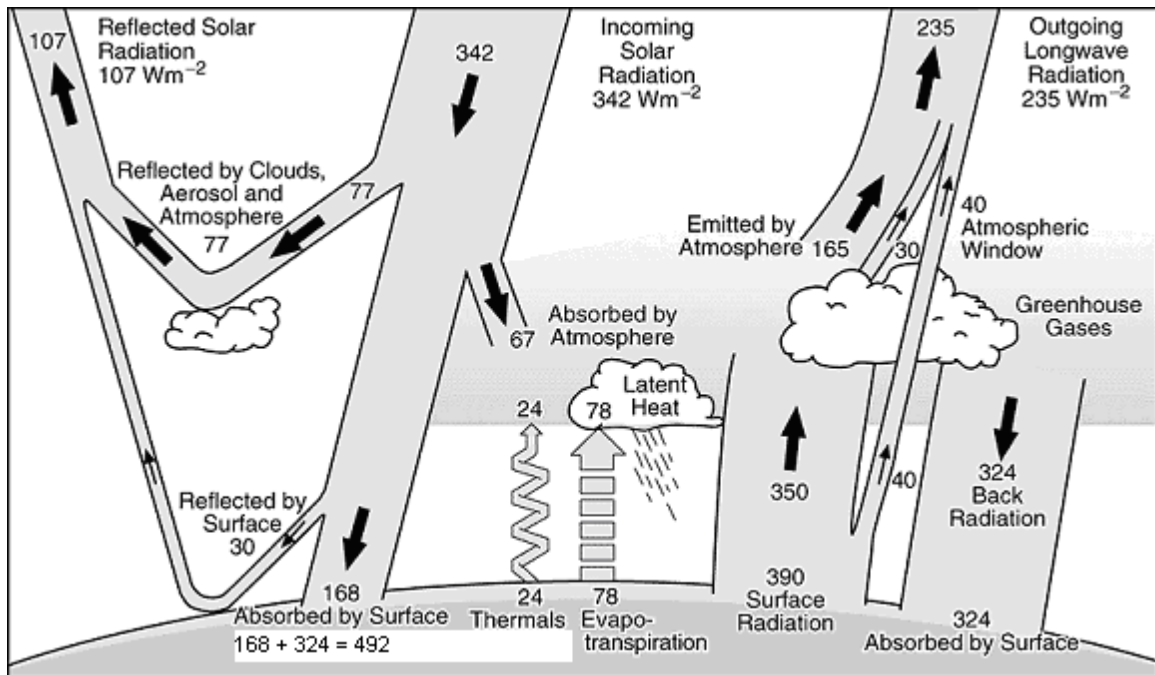 107
Reflected Solar
Radiation
107 Wm⁻²
342
Incoming
Solar
Radiation
342 Wm⁻²
235
Outgoing
Longwave
Radiation
235 Wm⁻²
Reflected by Clouds,
Aerosol and
Atmosphere
77
77
Emitted by
Atmosphere
165
30
40
Atmospheric
Window
Greenhouse
Gases
67
Absorbed by
Atmosphere
Latent
Heat
24
78
350
40
324
Back
Radiation
Reflected by
Surface
30
168
Absorbed by Surface
168 + 324 = 492
24
Thermals
78
Evapo-
transpiration
390
Surface
Radiation
324
Absorbed by Surface